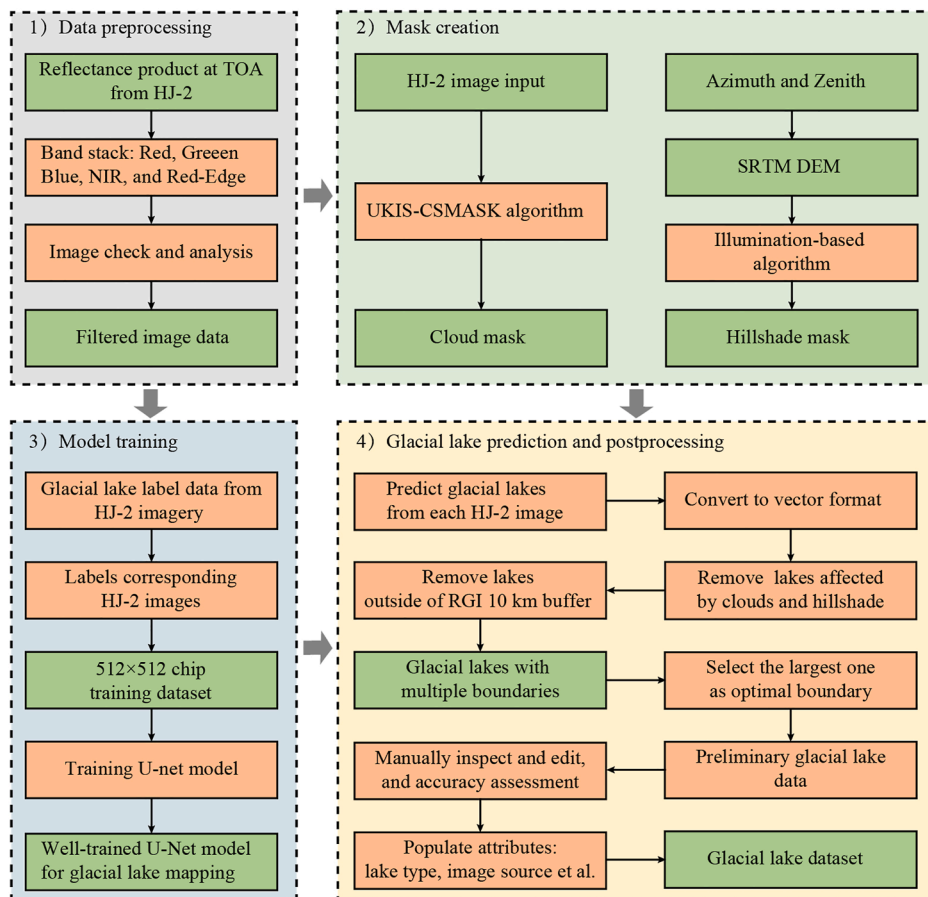 1）Data preprocessing
Reflectance product at TOA
from HJ-2
Band stack: Red, Greeen
Blue, NIR, and Red-Edge
Image check and analysis
Filtered image data
2）Mask creation
HJ-2 image input
UKIS-CSMASK algorithm
Cloud mask
Azimuth and Zenith
SRTM DEM
Illumination-based
algorithm
Hillshade mask
3）Model training
Glacial lake label data from
HJ-2 imagery
Labels corresponding
HJ-2 images
512×512 chip
training dataset
Training U-net model
Well-trained U-Net model
for glacial lake mapping
4）Glacial lake prediction and postprocessing
Predict glacial lakes
from each HJ-2 image
Convert to vector format
Remove lakes affected
by clouds and hillshade
Remove lakes
outside of RGI 10 km buffer
Glacial lakes with
multiple boundaries
Select the largest one
as optimal boundary
Preliminary glacial lake
data
Manually inspect and edit,
and accuracy assessment
Populate attributes:
lake type, image source et al.
Glacial lake dataset